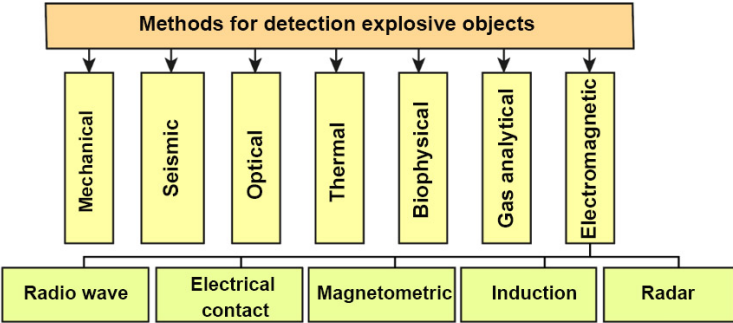 Methods for detection explosive objects
Mechanical
Seismic
Optical
Thermal
Biophysical
Gas analytical
Electromagnetic
Radio wave
Electrical
contact
Magnetometric
Induction
Radar